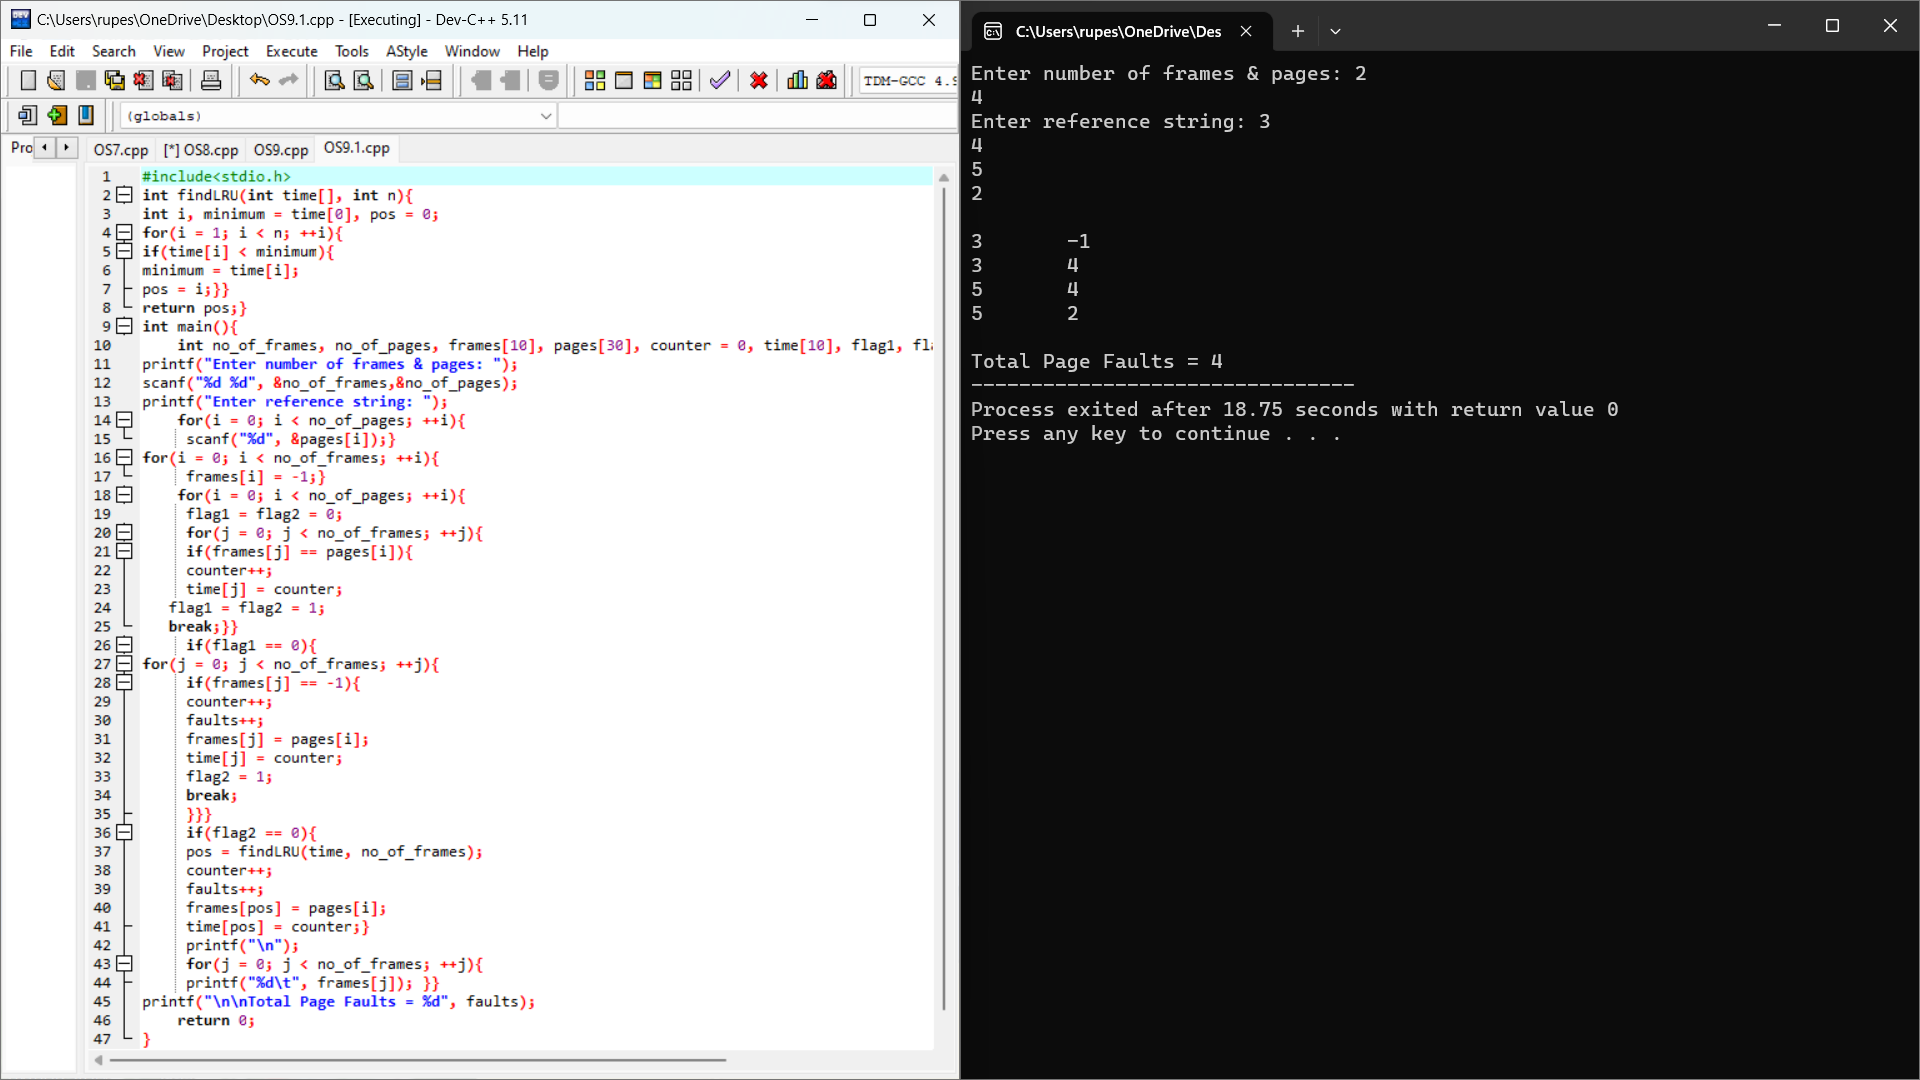 C:\Users\rupes\OneDrive\Desktop\OS9.1.cpp - [Executing] - Dev-C++ 5.11
File Edit Search View Project Execute Tools AStyle Window Help
TDM-GCC 4.9
(globals)
Pro OS7.cpp [*] OS8.cpp OS9.cpp OS9.1.cpp
1 #include<stdio.h>
2 int findLRU(int time[], int n){
3 int i, minimum = time[0], pos = 0;
4 for(i = 1; i < n; ++i){
5 if(time[i] < minimum){
6 minimum = time[i];
7 pos = i;}}
8 return pos;}
9 int main(){
10 int no_of_frames, no_of_pages, frames[10], pages[30], counter = 0, time[10], flag1, fl
11 printf("Enter number of frames & pages: ");
12 scanf("%d %d", &no_of_frames,&no_of_pages);
13 printf("Enter reference string: ");
14 for(i = 0; i < no_of_pages; ++i){
15 scanf("%d", &pages[i]);}
16 for(i = 0; i < no_of_frames; ++i){
17 frames[i] = -1;}
18 for(i = 0; i < no_of_pages; ++i){
19 flag1 = flag2 = 0;
20 for(j = 0; j < no_of_frames; ++j){
21 if(frames[j] == pages[i]){
22 counter++;
23 time[j] = counter;
24 flag1 = flag2 = 1;
25 break;}}
26 if(flag1 == 0){
27 for(j = 0; j < no_of_frames; ++j){
28 if(frames[j] == -1){
29 counter++;
30 faults++;
31 frames[j] = pages[i];
32 time[j] = counter;
33 flag2 = 1;
34 break;
35 }}}
36 if(flag2 == 0){
37 pos = findLRU(time, no_of_frames);
38 counter++;
39 faults++;
40 frames[pos] = pages[i];
41 time[pos] = counter;}
42 printf("\n");
43 for(j = 0; j < no_of_frames; ++j){
44 printf("%d\t", frames[j]); }}
45 printf("\n\nTotal Page Faults = %d", faults);
46 return 0;
47 }
C:\Users\rupes\OneDrive\Des
Enter number of frames & pages: 2
4
Enter reference string: 3
4
5
2
3 -1
3 4
5 4
5 2
Total Page Faults = 4
--------------------------------
Process exited after 18.75 seconds with return value 0
Press any key to continue . . .